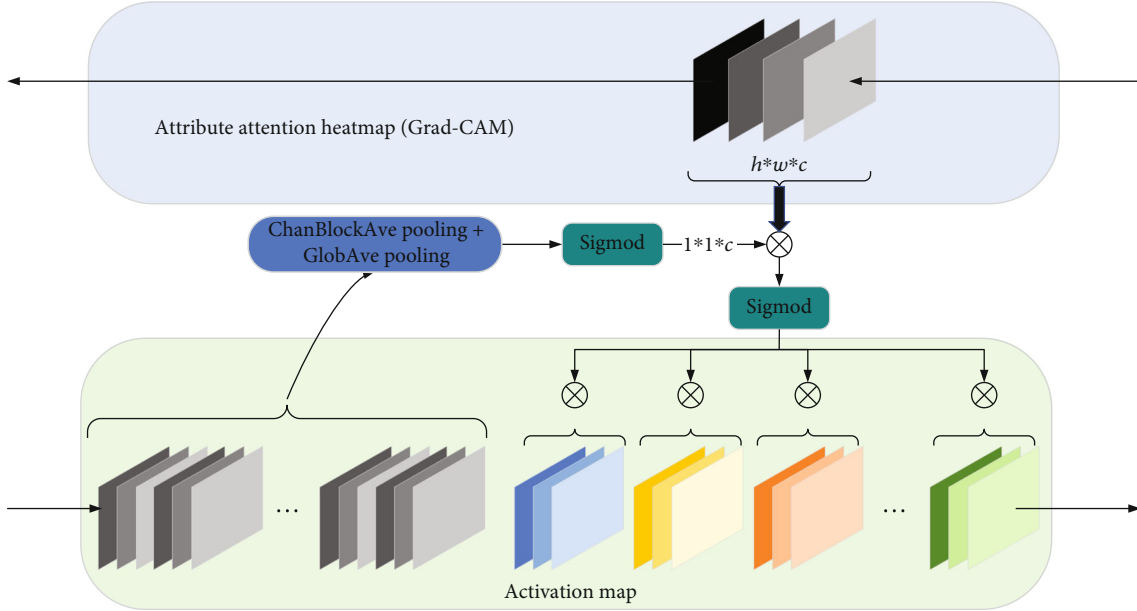 Attribute attention heatmap (Grad-CAM)
h*w*c
ChanBlockAve pooling +
GlobAve pooling
Sigmod
1*1*c
Sigmod
...
...
Activation map